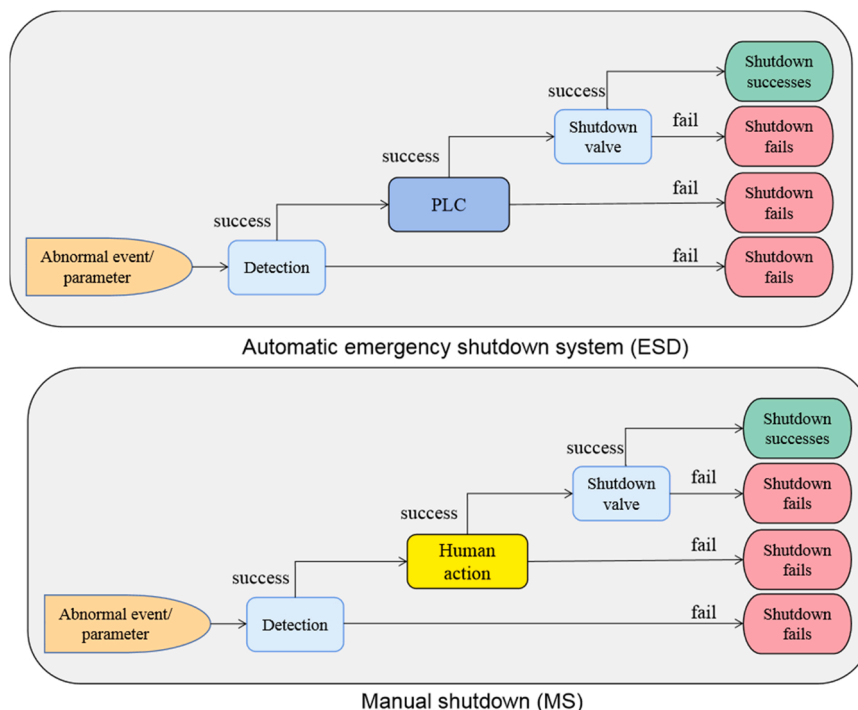 Shutdown
successes
success
Shutdown
valve
fail
Shutdown
fails
success
PLC
fail
Shutdown
fails
success
Abnormal event/
parameter
Detection
fail
Shutdown
fails
Automatic emergency shutdown system (ESD)
Shutdown
successes
success
Shutdown
valve
fail
Shutdown
fails
success
Human
action
fail
Shutdown
fails
success
Abnormal event/
parameter
Detection
fail
Shutdown
fails
Manual shutdown (MS)